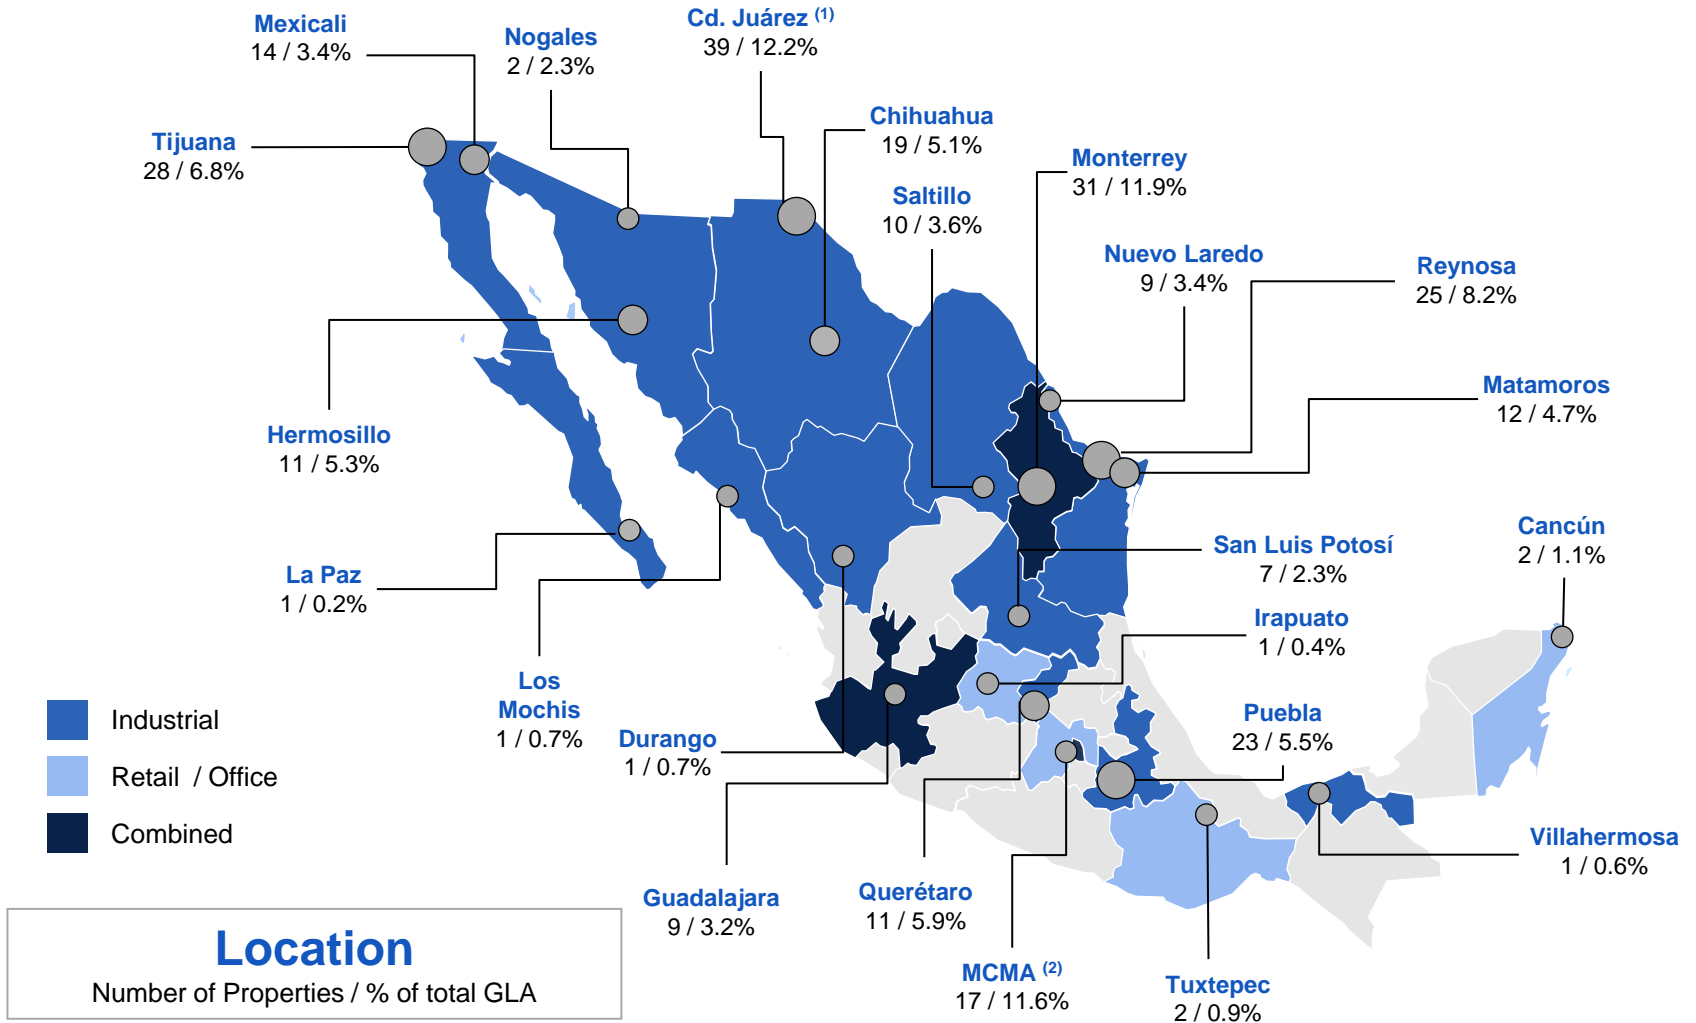 Mexicali
14 / 3.4%
Nogales
2 / 2.3%
Cd. Juárez (1)
39 / 12.2%
Tijuana
28 / 6.8%
Chihuahua
19 / 5.1%
Monterrey
31 / 11.9%
Saltillo
10 / 3.6%
Nuevo Laredo
9 / 3.4%
Reynosa
25 / 8.2%
Matamoros
12 / 4.7%
Hermosillo
11 / 5.3%
Cancún
2 / 1.1%
San Luis Potosí
7 / 2.3%
La Paz
1 / 0.2%
Irapuato
1 / 0.4%
Los
Mochis
1 / 0.7%
Durango
1 / 0.7%
Puebla
23 / 5.5%
Industrial
Retail / Office
Combined
Villahermosa
1 / 0.6%
Guadalajara
9 / 3.2%
Querétaro
11 / 5.9%
MCMA (2)
17 / 11.6%
Tuxtepec
2 / 0.9%
Location
Number of Properties / % of total GLA